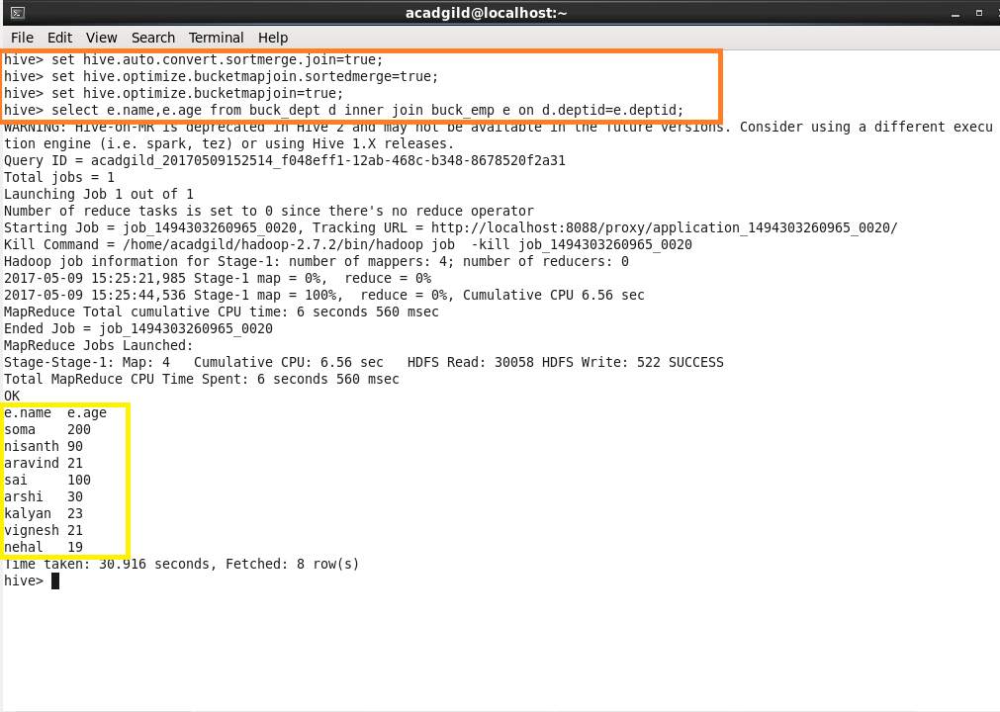 acadgild@localhost:~
File Edit View Search Terminal Help
hive> set hive.auto.convert.sortmerge.join=true;
hive> set hive.optimize.bucketmapjoin.sortedmerge=true;
hive> set hive.optimize.bucketmapjoin=true;
hive> select e.name,e.age from buck_dept d inner join buck_emp e on d.deptid=e.deptid;
WARNING: Hive-on-MR is deprecated in Hive 2 and may not be available in the future versions. Consider using a different execu
tion engine (i.e. spark, tez) or using Hive 1.X releases.
Query ID = acadgild_20170509152514_f048eff1-12ab-468c-b348-8678520f2a31
Total jobs = 1
Launching Job 1 out of 1
Number of reduce tasks is set to 0 since there's no reduce operator
Starting Job = job_1494303260965_0020, Tracking URL = http://localhost:8088/proxy/application_1494303260965_0020/
Kill Command = /home/acadgild/hadoop-2.7.2/bin/hadoop job  -kill job_1494303260965_0020
Hadoop job information for Stage-1: number of mappers: 4; number of reducers: 0
2017-05-09 15:25:21,985 Stage-1 map = 0%,  reduce = 0%
2017-05-09 15:25:44,536 Stage-1 map = 100%,  reduce = 0%, Cumulative CPU 6.56 sec
MapReduce Total cumulative CPU time: 6 seconds 560 msec
Ended Job = job_1494303260965_0020
MapReduce Jobs Launched:
Stage-Stage-1: Map: 4   Cumulative CPU: 6.56 sec   HDFS Read: 30058 HDFS Write: 522 SUCCESS
Total MapReduce CPU Time Spent: 6 seconds 560 msec
OK
e.name  e.age
soma    200
nisanth 90
aravind 21
sai     100
arshi   30
kalyan  23
vignesh 21
nehal   19
Time taken: 30.916 seconds, Fetched: 8 row(s)
hive>